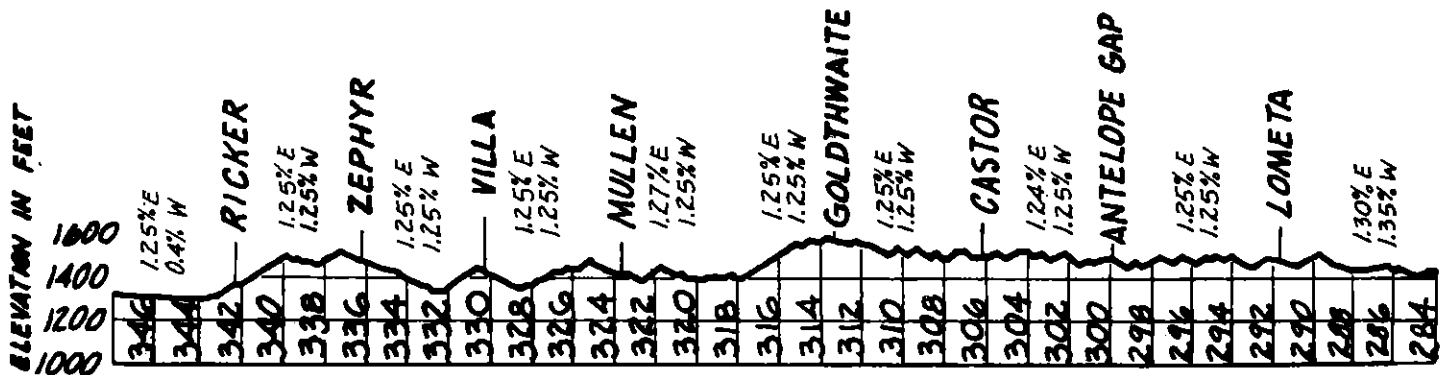 ELEVATION IN FEET
1600
1400
1200
1000
1.25% E
0.4% W
RICKER
1.25% E
1.25% W
ZEPHYR
1.25% E
1.25% W
VILLA
1.25% E
1.25% W
MULLEN
1.27% E
1.25% W
1.25% E
1.25% W
GOLDTHWAITE
1.25% E
1.25% W
CASTOR
1.24% E
1.25% W
ANTELOPE GAP
1.25% E
1.25% W
LOMETA
1.30% E
1.35% W
346 344 342 340 338 336 334 332 330 328 326 324 322 320 318 316 314 312 310 308 306 304 302 300 298 296 294 292 290 288 286 284